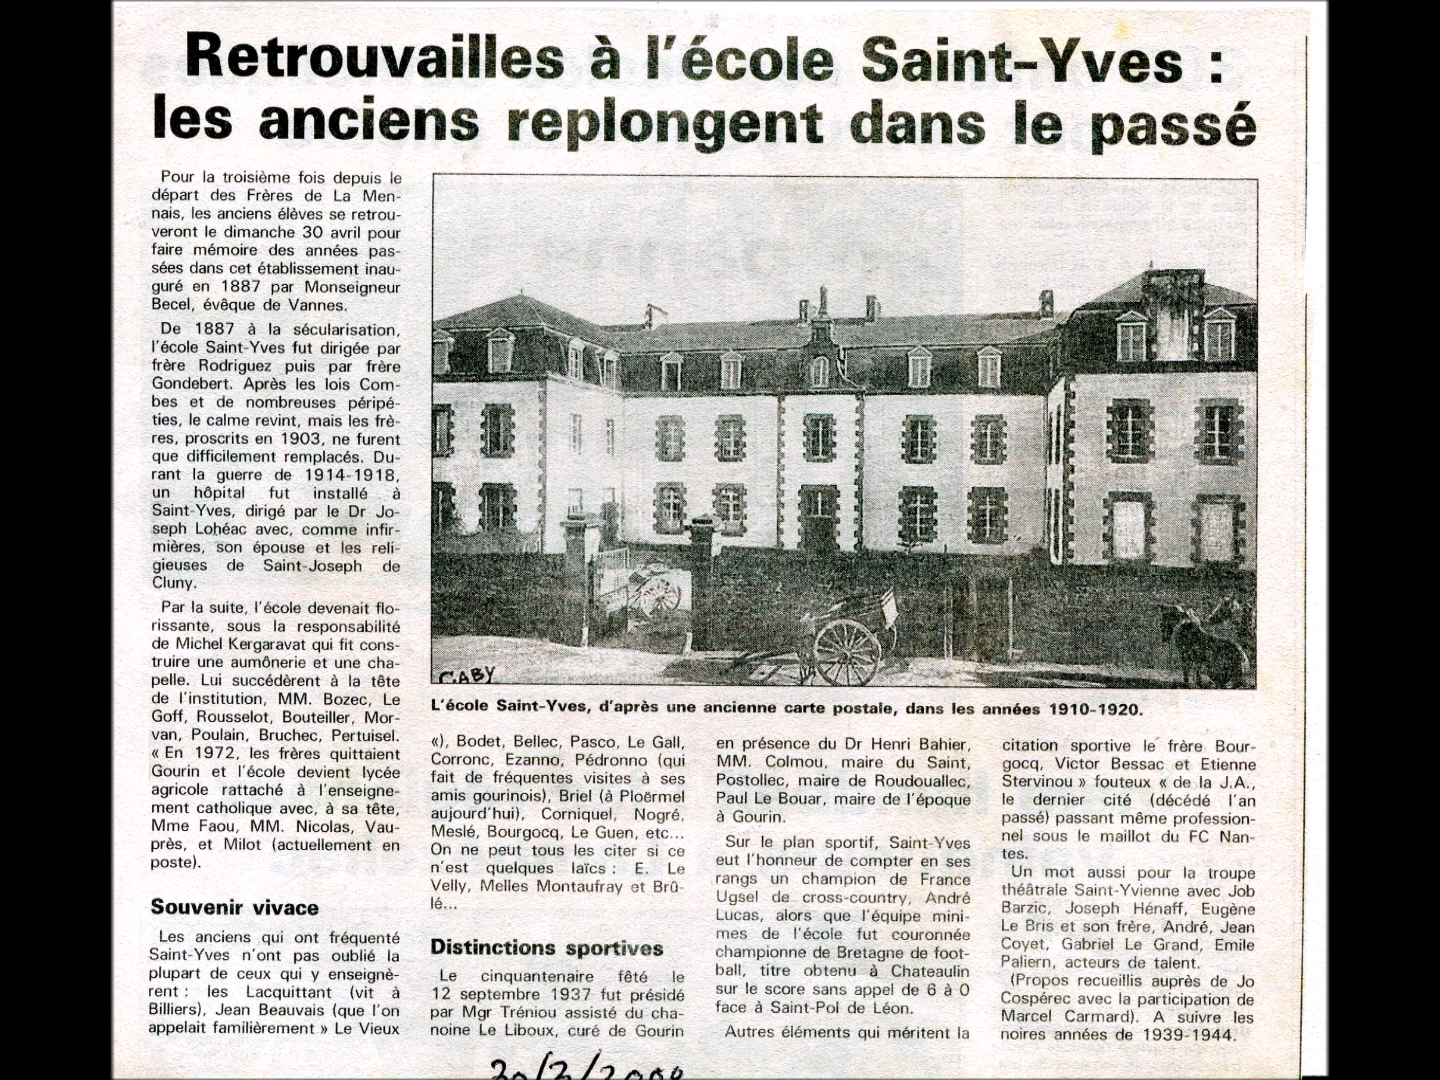 Retrouvailles à l'école Saint-Yves :
les anciens replongent dans le passé
Pour la troisième fois depuis le
départ des Frères de La Men-
nais, les anciens élèves se retrou-
veront le dimanche 30 avril pour
faire mémoire des années pas-
sées dans cet établissement inau-
guré en 1887 par Monseigneur
Becel, évêque de Vannes.
De 1887 à la sécularisation,
l'école Saint-Yves fut dirigée par
frère Rodriguez puis par frère
Gondebert. Après les lois Com-
bes et de nombreuses péripé-
ties, le calme revint, mais les frè-
res, proscrits en 1903, ne furent
que difficilement remplacés. Du-
rant la guerre de 1914-1918,
un hôpital fut installé à
Saint-Yves, dirigé par le Dr Jo-
seph Lohéac avec, comme infir-
mières, son épouse et les reli-
gieuses de Saint-Joseph de
Cluny.
Par la suite, l'école devenait flo-
rissante, sous la responsabilité
de Michel Kergaravat qui fit cons-
truire une aumônerie et une cha-
pelle. Lui succédèrent à la tête
de l'institution, MM. Bozec, Le
Goff, Rousselot, Bouteiller, Mor-
van, Poulain, Bruchec, Pertuisel.
« En 1972, les frères quittaient
Gourin et l'école devient lycée
agricole rattaché à l'enseigne-
ment catholique avec, à sa tête,
Mme Faou, MM. Nicolas, Vau-
près, et Milot (actuellement en
poste).
Souvenir vivace
Les anciens qui ont fréquenté
Saint-Yves n'ont pas oublié la
plupart de ceux qui y enseignè-
rent : les Lacquittant (vit à
Billiers), Jean Beauvais (que l'on
appelait familièrement » Le Vieux
GABY
L'école Saint-Yves, d'après une ancienne carte postale, dans les années 1910-1920.
«), Bodet, Bellec, Pasco, Le Gall,
Corronc, Ezanno, Pédronno (qui
fait de fréquentes visites à ses
amis gourinois), Briel (à Ploërmel
aujourd'hui), Corniquel, Nogré,
Meslé, Bourgocq, Le Guen, etc...
On ne peut tous les citer si ce
n'est quelques laïcs : E. Le
Velly, Melles Montaufray et Brû-
lé...
Distinctions sportives
Le cinquantenaire fêté le
12 septembre 1937 fut présidé
par Mgr Tréniou assisté du cha-
noine Le Liboux, curé de Gourin
en présence du Dr Henri Bahier,
MM. Colmou, maire du Saint,
Postollec, maire de Roudouallec,
Paul Le Bouar, maire de l'époque
à Gourin.
Sur le plan sportif, Saint-Yves
eut l'honneur de compter en ses
rangs un champion de France
Ugsel de cross-country, André
Lucas, alors que l'équipe mini-
mes de l'école fut couronnée
championne de Bretagne de foot-
ball, titre obtenu à Chateaulin
sur le score sans appel de 6 à 0
face à Saint-Pol de Léon.
Autres éléments qui méritent la
citation sportive le frère Bour-
gocq, Victor Bessac et Etienne
Stervinou » fouteux « de la J.A.,
le dernier cité (décédé l'an
passé) passant même profession-
nel sous le maillot du FC Nan-
tes.
Un mot aussi pour la troupe
théâtrale Saint-Yvienne avec Job
Barzic, Joseph Hénaff, Eugène
Le Bris et son frère, André, Jean
Coyet, Gabriel Le Grand, Emile
Paliern, acteurs de talent.
(Propos recueillis auprès de Jo
Cospérec avec la participation de
Marcel Carmard). A suivre les
noires années de 1939-1944.